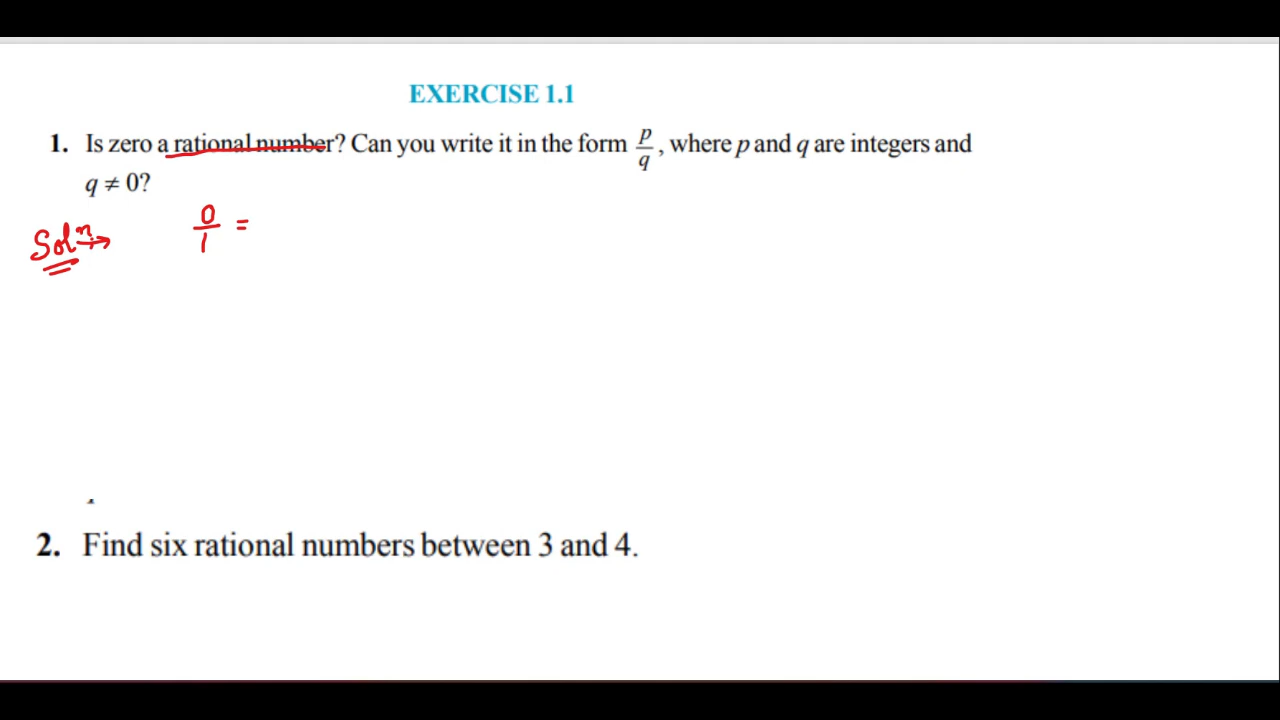 EXERCISE 1.1
1. Is zero a rational number? Can you write it in the form p/q, where p and q are integers and
q ≠ 0?
Solⁿ→ 0/1 =
2. Find six rational numbers between 3 and 4.